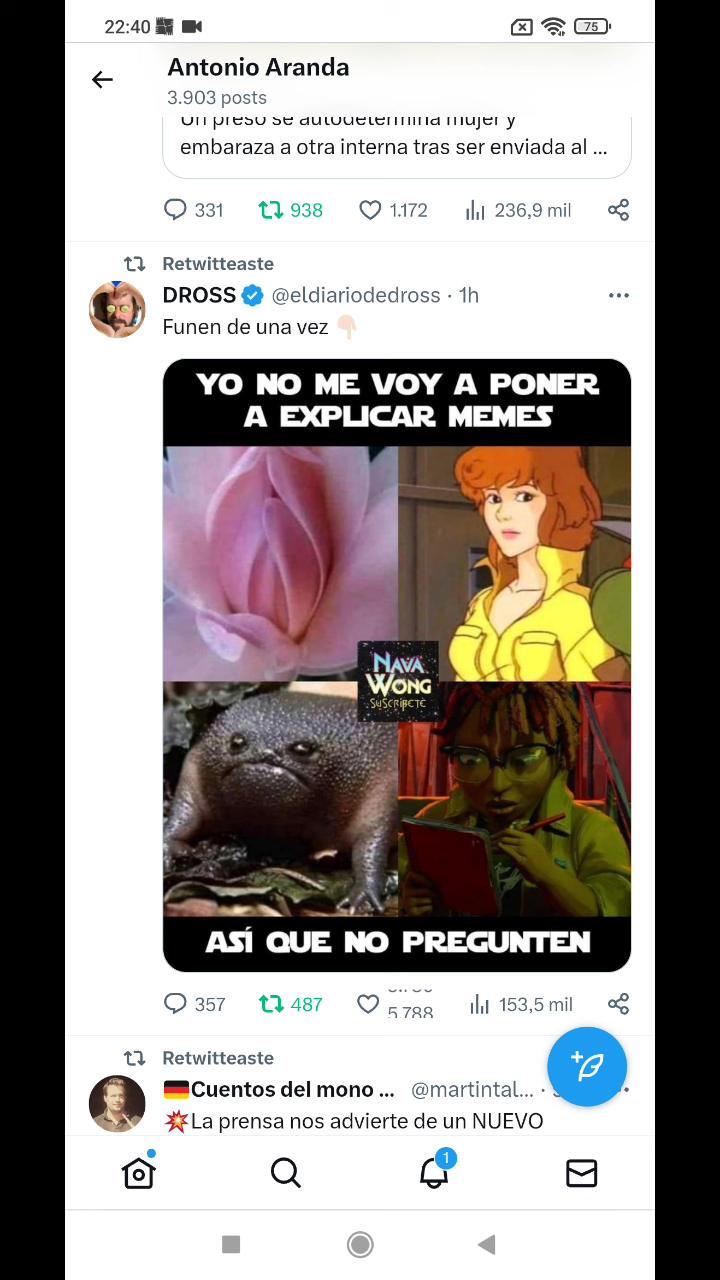 22:40
75
Antonio Aranda
3.903 posts
Un preso se autodetermina mujer y
embaraza a otra interna tras ser enviada al ...
331 938 1.172 236,9 mil
Retwitteaste
DROSS @eldiariodedross · 1h
Funen de una vez 👇🏻
YO NO ME VOY A PONER
A EXPLICAR MEMES
NAVA
WONG
SUSCRÍBETE
ASÍ QUE NO PREGUNTEN
357 487 5.788 153,5 mil
Retwitteaste
🇩🇪Cuentos del mono ... @martintal... ·
💥La prensa nos advierte de un NUEVO
1